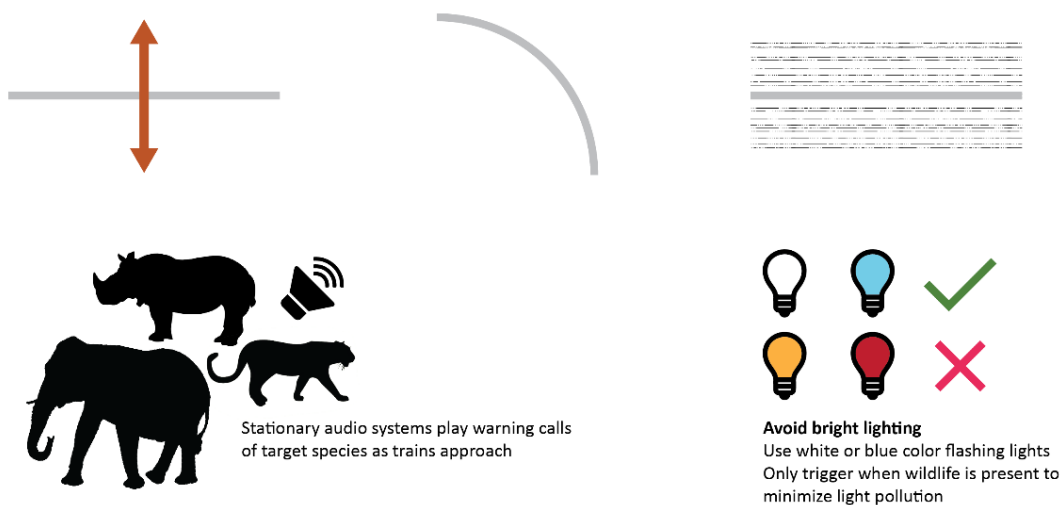 Stationary audio systems play warning calls
of target species as trains approach
Avoid bright lighting
Use white or blue color flashing lights
Only trigger when wildlife is present to
minimize light pollution